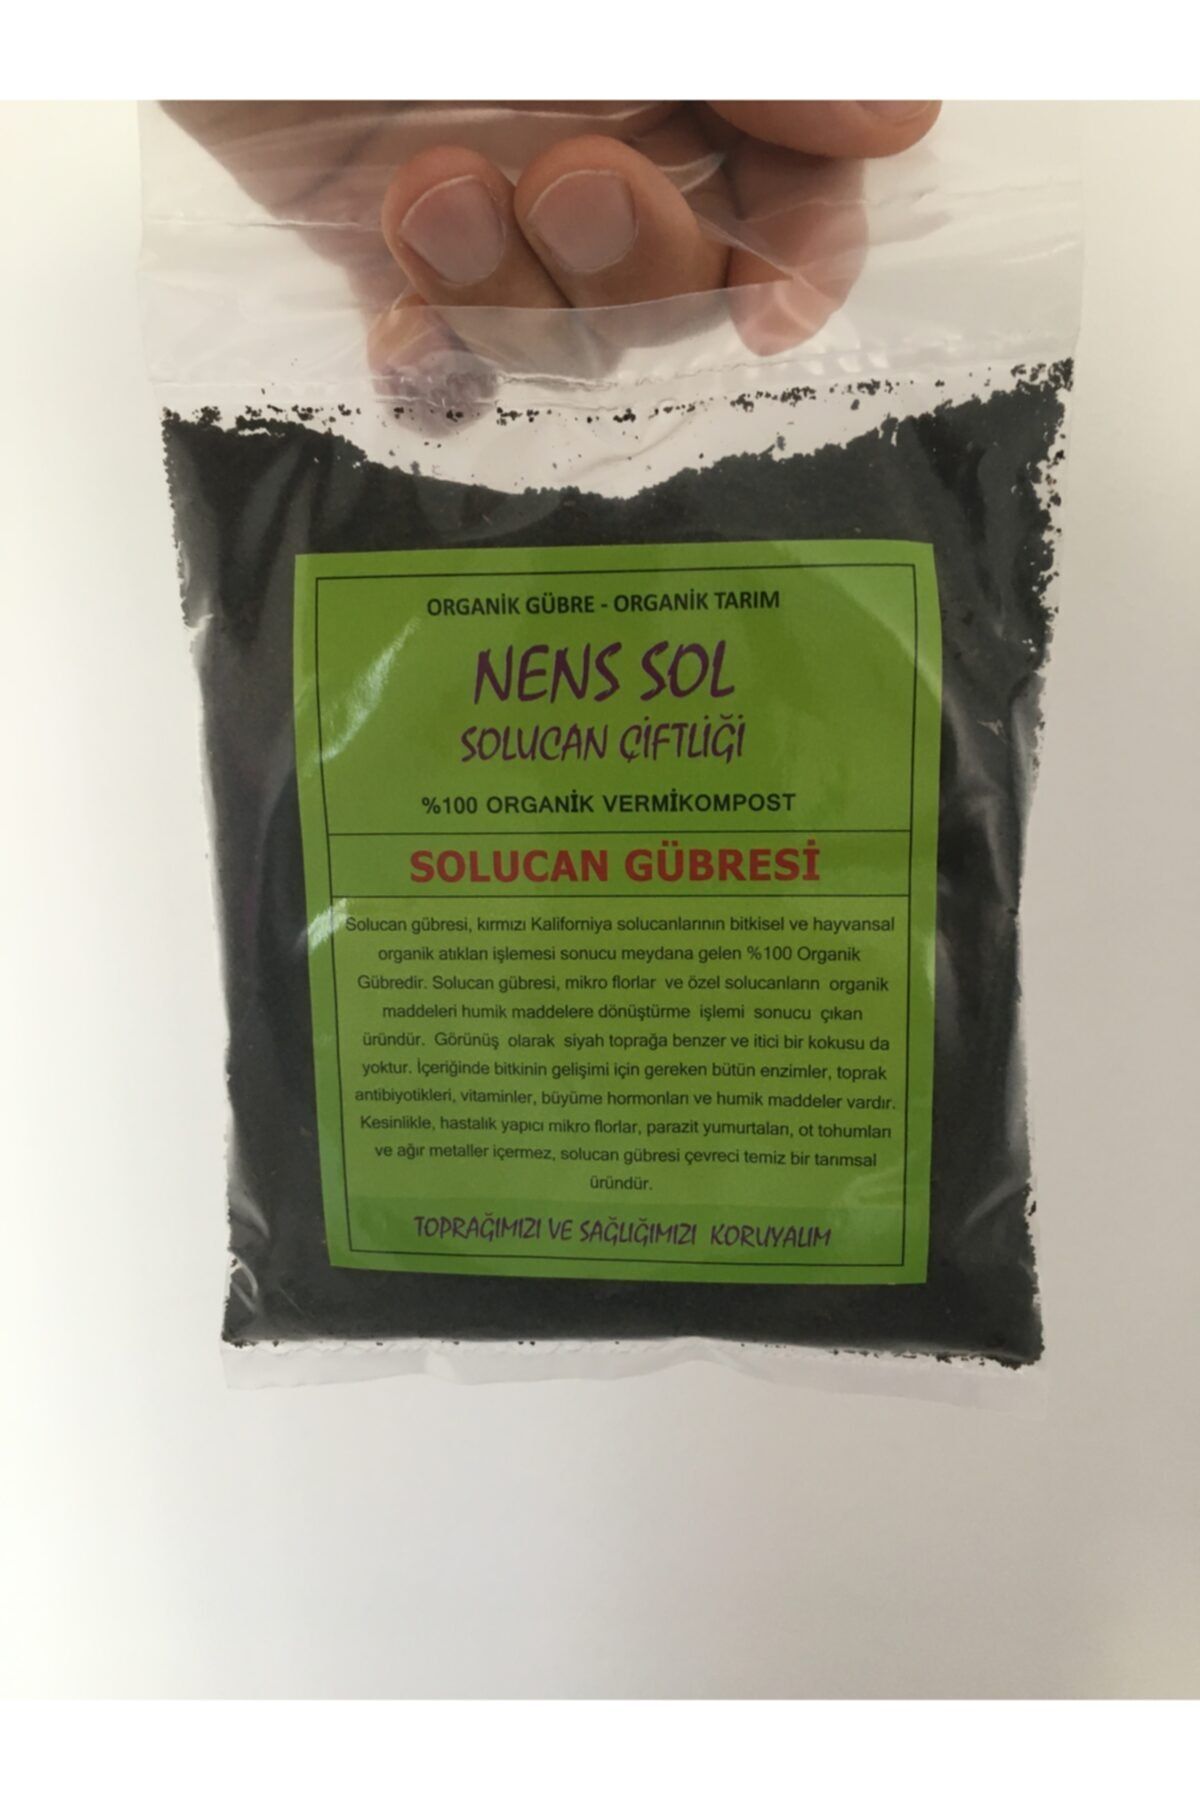 ORGANİK GÜBRE - ORGANİK TARIM
NENS SOL
SOLUCAN ÇİFTLİĞİ
%100 ORGANİK VERMİKOMPOST
SOLUCAN GÜBRESİ
Solucan gübresi, kırmızı Kaliforniya solucanlarının bitkisel ve hayvansal
organik atıkları işlemesi sonucu meydana gelen %100 Organik
Gübredir. Solucan gübresi, mikro florlar ve özel solucanların organik
maddeleri humik maddelere dönüştürme işlemi sonucu çıkan
üründür. Görünüş olarak siyah toprağa benzer ve itici bir kokusu da
yoktur. İçeriğinde bitkinin gelişimi için gereken bütün enzimler, toprak
antibiyotikleri, vitaminler, büyüme hormonları ve humik maddeler vardır.
Kesinlikle, hastalık yapıcı mikro florlar, parazit yumurtaları, ot tohumları
ve ağır metaller içermez, solucan gübresi çevreci temiz bir tarımsal
üründür.
TOPRAĞIMIZI VE SAĞLIĞIMIZI KORUYALIM